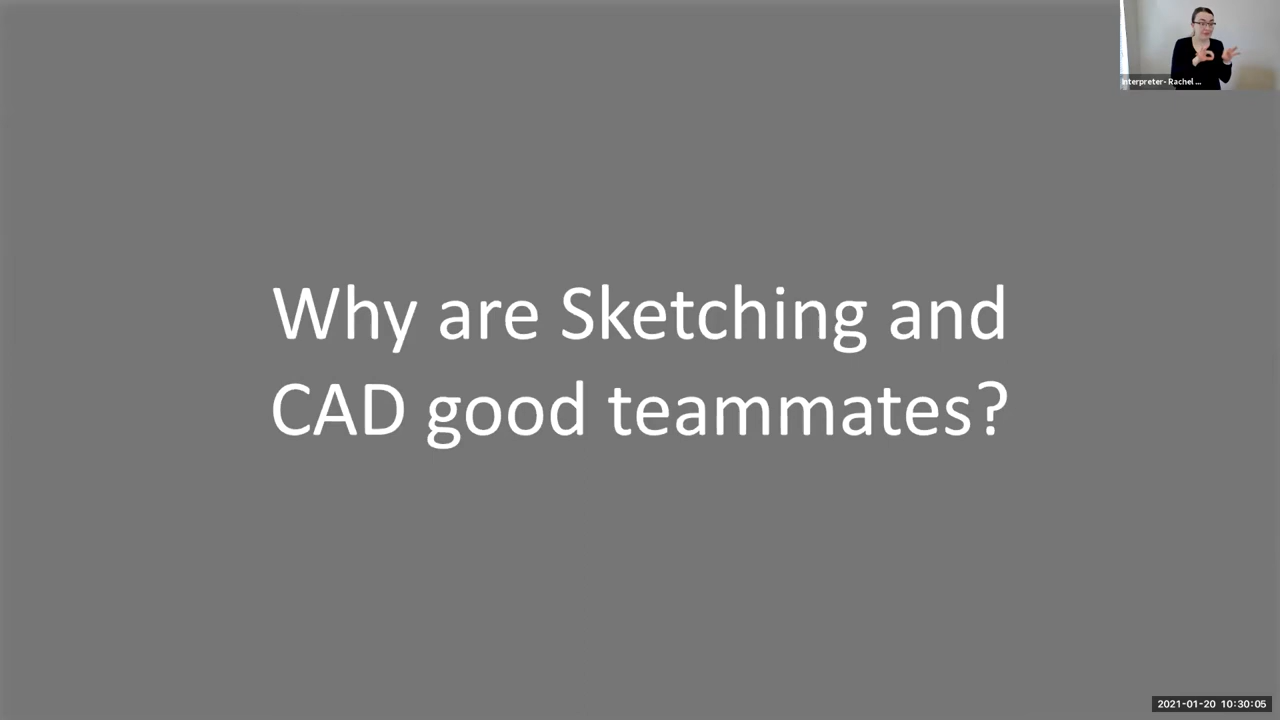 Interpreter- Rachel ...
Why are Sketching and
CAD good teammates?
2021-01-20 10:30:05